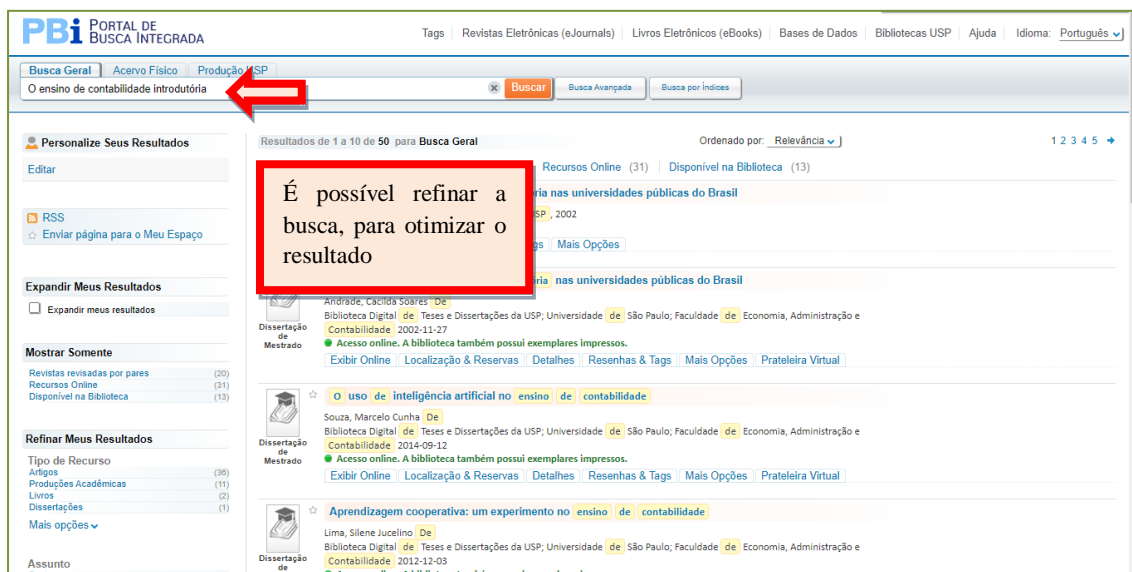 PBi PORTAL DE BUSCA INTEGRADA
Tags Revistas Eletrônicas (eJournals) Livros Eletrônicos (eBooks) Bases de Dados Bibliotecas USP Ajuda Idioma: Português
Busca Geral Acervo Físico Produção USP
O ensino de contabilidade introdutória Buscar Busca Avançada Busca por Índices
Personalize Seus Resultados
Editar
RSS
Enviar página para o Meu Espaço
Expandir Meus Resultados
Expandir meus resultados
Mostrar Somente
Revistas revisadas por pares (20)
Recursos Online (31)
Disponível na Biblioteca (13)
Refinar Meus Resultados
Tipo de Recurso
Artigos (36)
Produções Acadêmicas (11)
Livros (2)
Dissertações (1)
Mais opções
Assunto
Resultados de 1 a 10 de 50 para Busca Geral Ordenado por: Relevância 1 2 3 4 5
Recursos Online (31) Disponível na Biblioteca (13)
É possível refinar a
busca, para otimizar o
resultado
nas universidades públicas do Brasil
, 2002
Mais Opções
nas universidades públicas do Brasil
Andrade, Cacilda Soares De
Biblioteca Digital de Teses e Dissertações da USP; Universidade de São Paulo; Faculdade de Economia, Administração e
Contabilidade 2002-11-27
Dissertação
de
Mestrado
Acesso online. A biblioteca também possui exemplares impressos.
Exibir Online Localização & Reservas Detalhes Resenhas & Tags Mais Opções Prateleira Virtual
O uso de inteligência artificial no ensino de contabilidade
Souza, Marcelo Cunha De
Biblioteca Digital de Teses e Dissertações da USP; Universidade de São Paulo; Faculdade de Economia, Administração e
Contabilidade 2014-09-12
Dissertação
de
Mestrado
Acesso online. A biblioteca também possui exemplares impressos.
Exibir Online Localização & Reservas Detalhes Resenhas & Tags Mais Opções Prateleira Virtual
Aprendizagem cooperativa: um experimento no ensino de contabilidade
Lima, Silene Jucelino De
Biblioteca Digital de Teses e Dissertações da USP; Universidade de São Paulo; Faculdade de Economia, Administração e
Contabilidade 2012-12-03
Dissertação
de